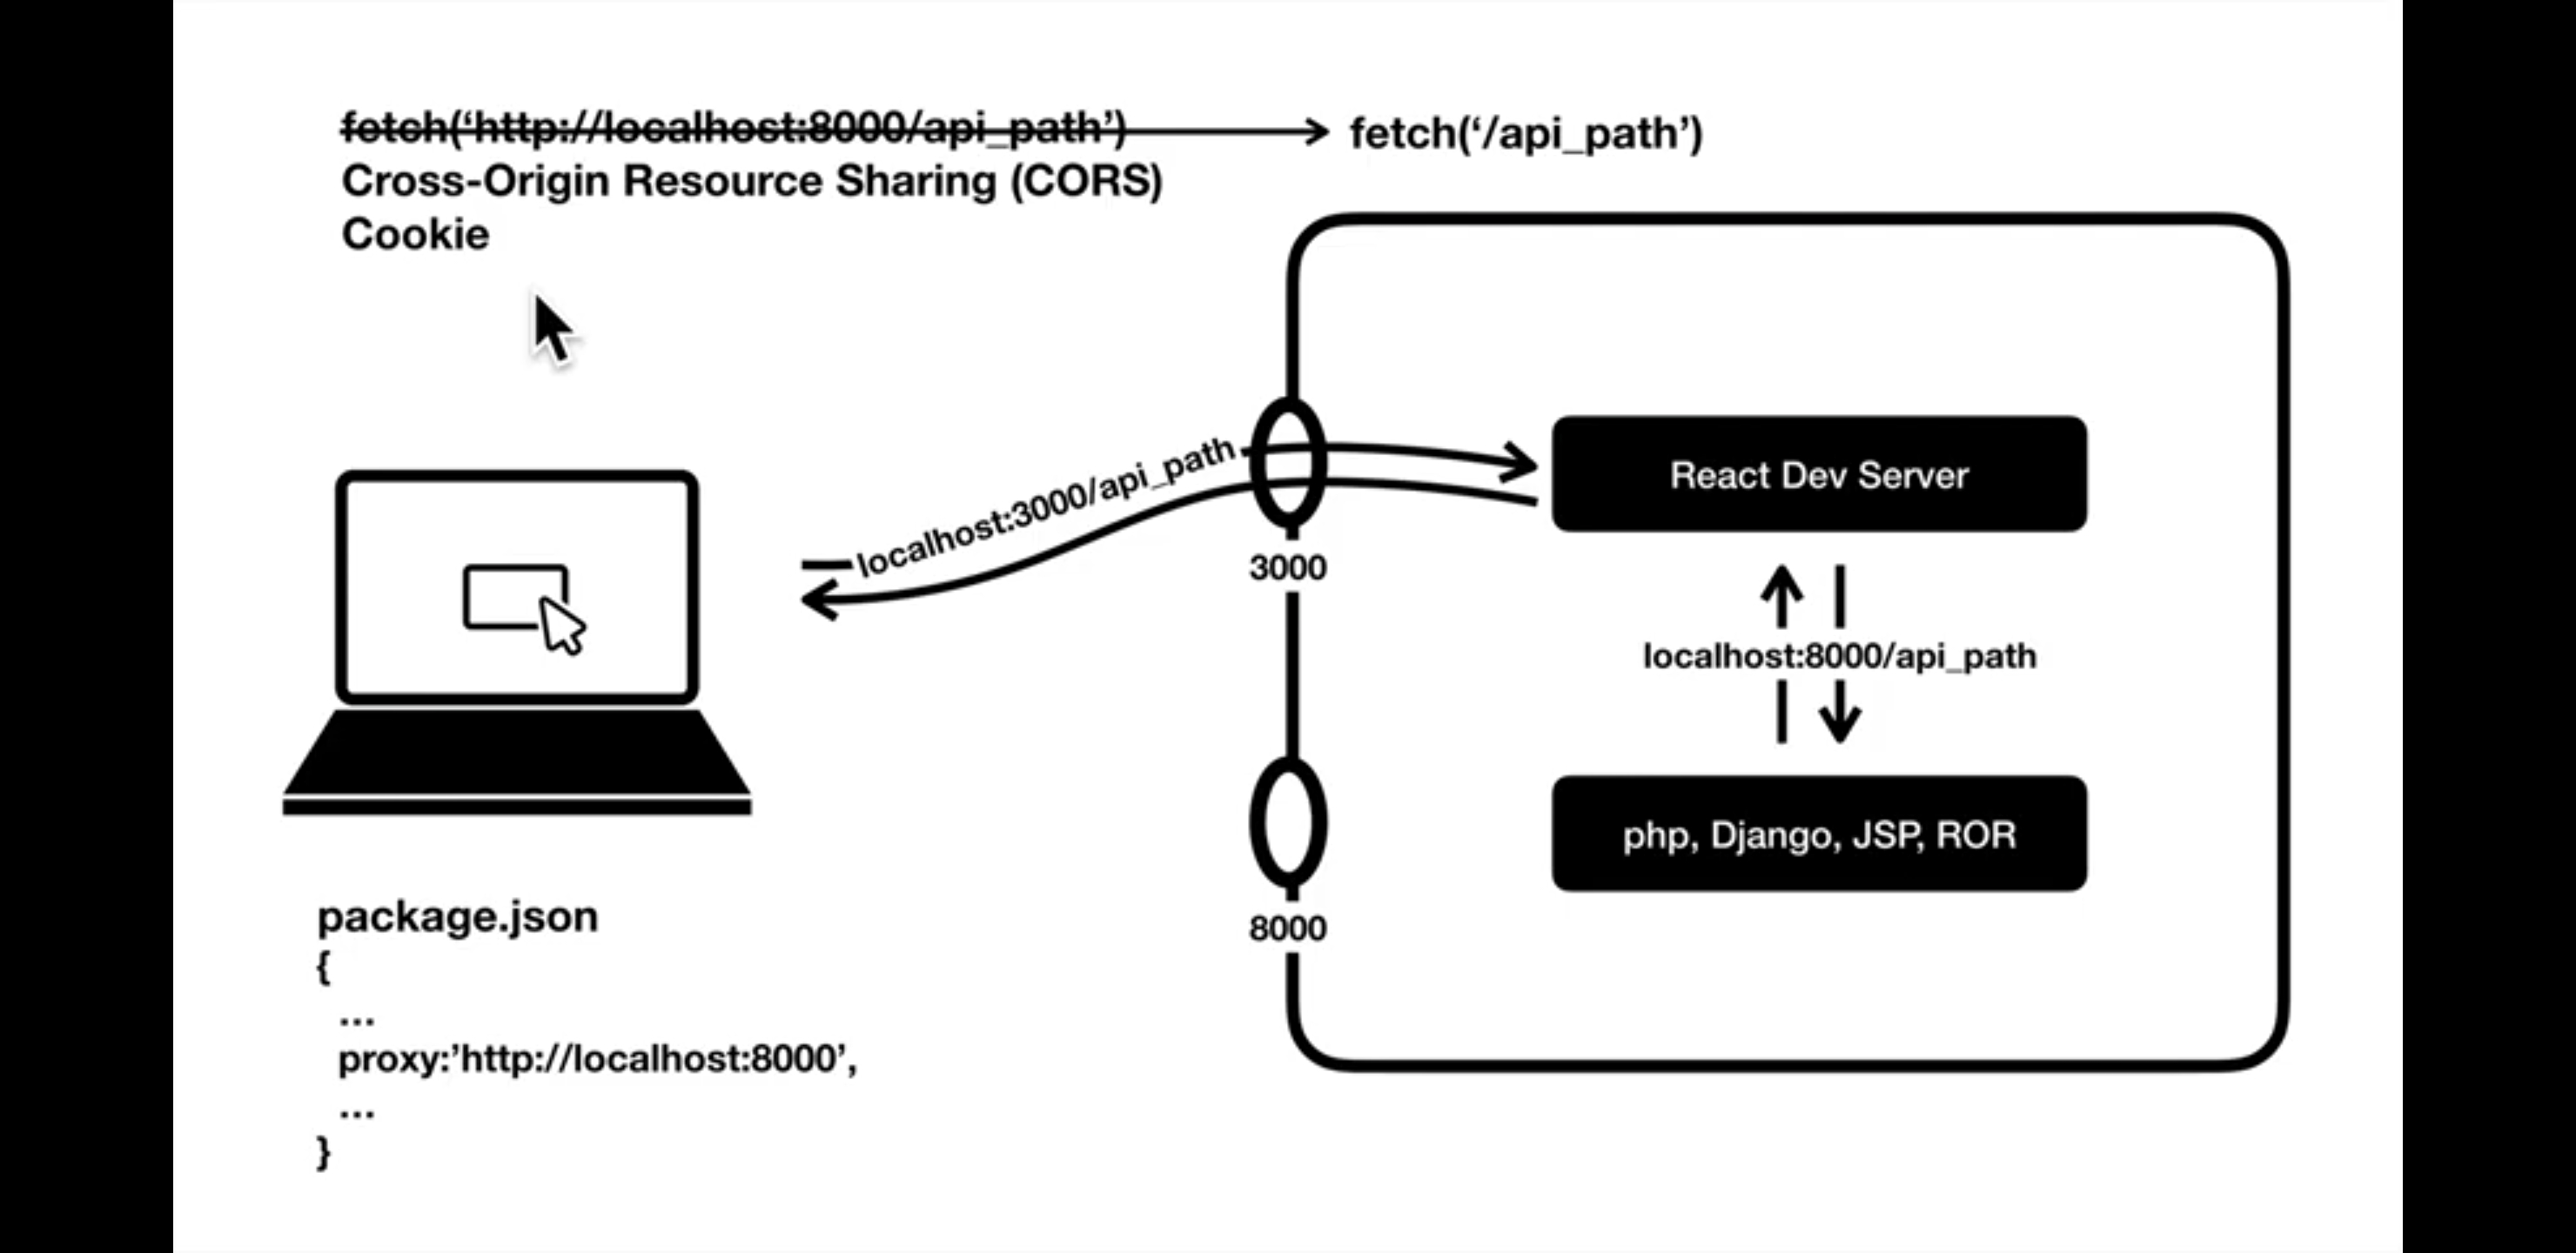 fetch(‘http://localhost:8000/api_path’)
fetch(‘/api_path’)
Cross-Origin Resource Sharing (CORS)
Cookie
localhost:3000/api_path
3000
React Dev Server
localhost:8000/api_path
php, Django, JSP, ROR
8000
package.json
{
...
proxy:’http://localhost:8000’,
...
}